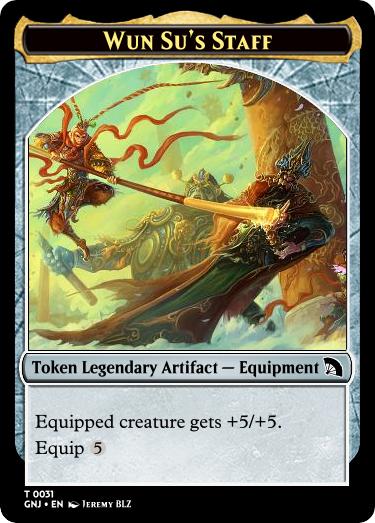 Wun Su's Staff
Token Legendary Artifact — Equipment
Equipped creature gets +5/+5.
Equip 5
T 0031
GNJ • EN Jeremy BLZ